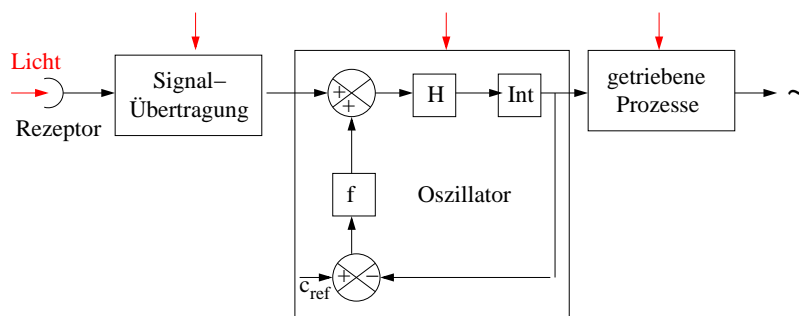 Licht
Rezeptor
Signal–
Übertragung
+
+
H
Int
getriebene
Prozesse
~
f
Oszillator
c_ref
+
–